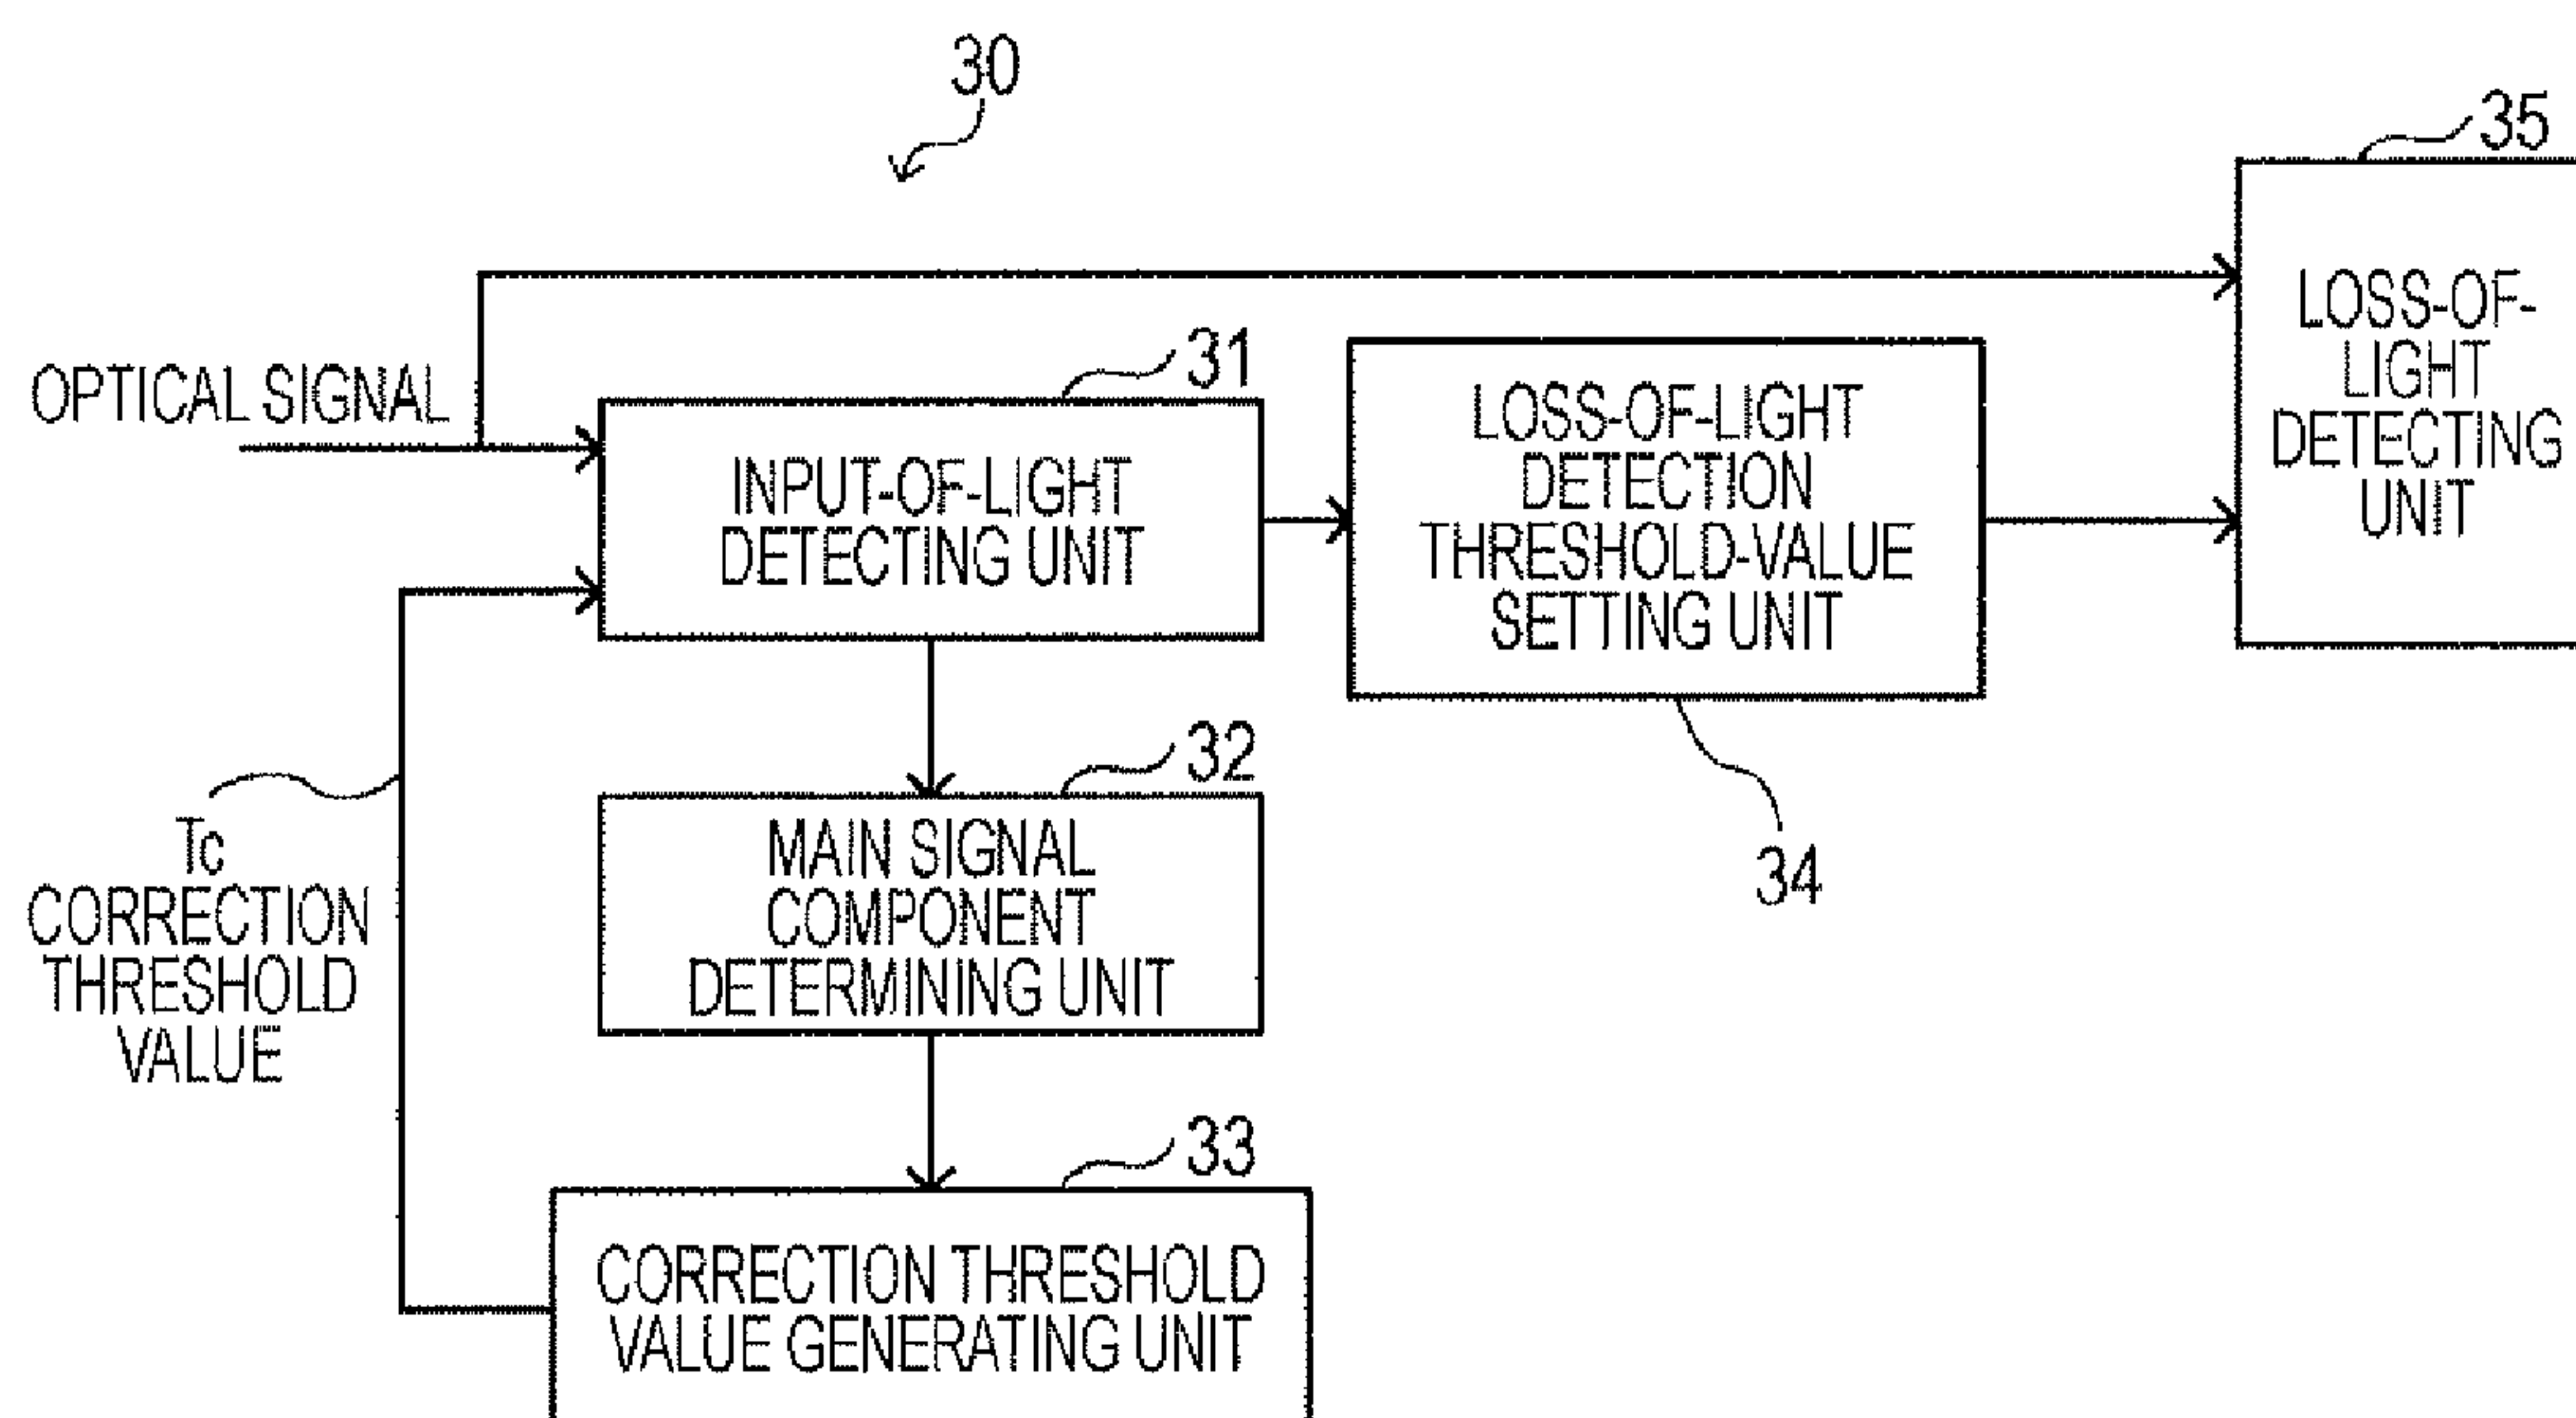 30
35
LOSS-OF-
LIGHT
DETECTING
UNIT
OPTICAL SIGNAL
31
INPUT-OF-LIGHT
DETECTING UNIT
LOSS-OF-LIGHT
DETECTION
THRESHOLD-VALUE
SETTING UNIT
34
32
MAIN SIGNAL
COMPONENT
DETERMINING UNIT
Tc
CORRECTION
THRESHOLD
VALUE
33
CORRECTION THRESHOLD
VALUE GENERATING UNIT